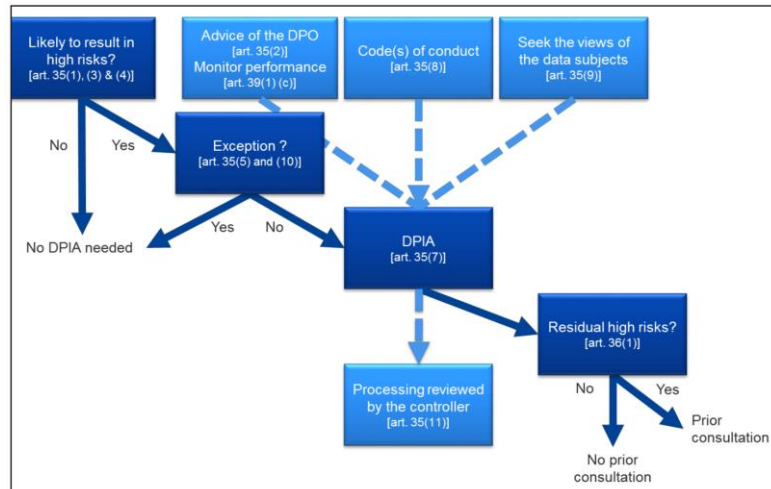 Likely to result in
high risks?
[art. 35(1), (3) & (4)]
Advice of the DPO
[art. 35(2)]
Monitor performance
[art. 39(1) (c)]
Code(s) of conduct
[art. 35(8)]
Seek the views of
the data subjects
[art. 35(9)]
No
Yes
Exception ?
[art. 35(5) and (10)]
Yes
No
No DPIA needed
DPIA
[art. 35(7)]
Residual high risks?
[art. 36(1)]
No
Yes
Processing reviewed
by the controller
[art. 35(11)]
Prior
consultation
No prior
consultation